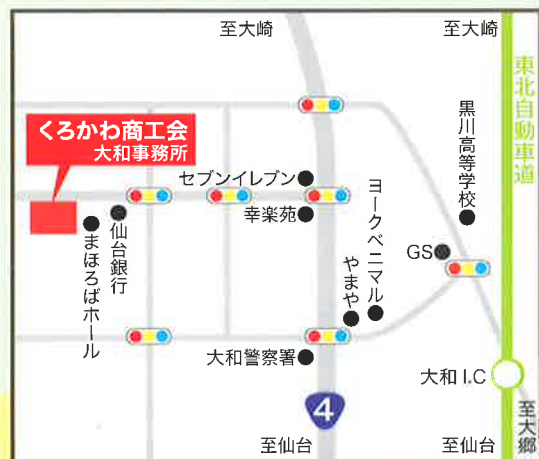 至大崎
至大崎
東北自動車道
黒川高等学校
くろかわ商工会
大和事務所
セブンイレブン
幸楽苑
ヨークベニマル
やまや
仙台銀行
まほろばホール
GS
大和警察署
大和I.C
4
至仙台
至仙台
至大郷